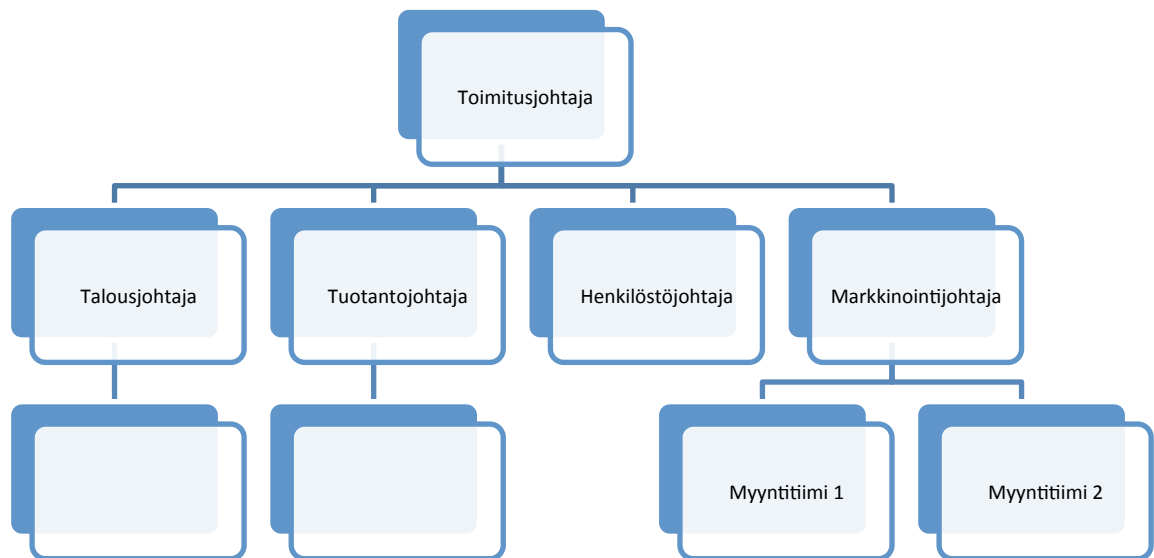 Toimitusjohtaja
Talousjohtaja
Tuotantojohtaja
Henkilöstöjohtaja
Markkinointijohtaja
Myyntitiimi 1
Myyntitiimi 2